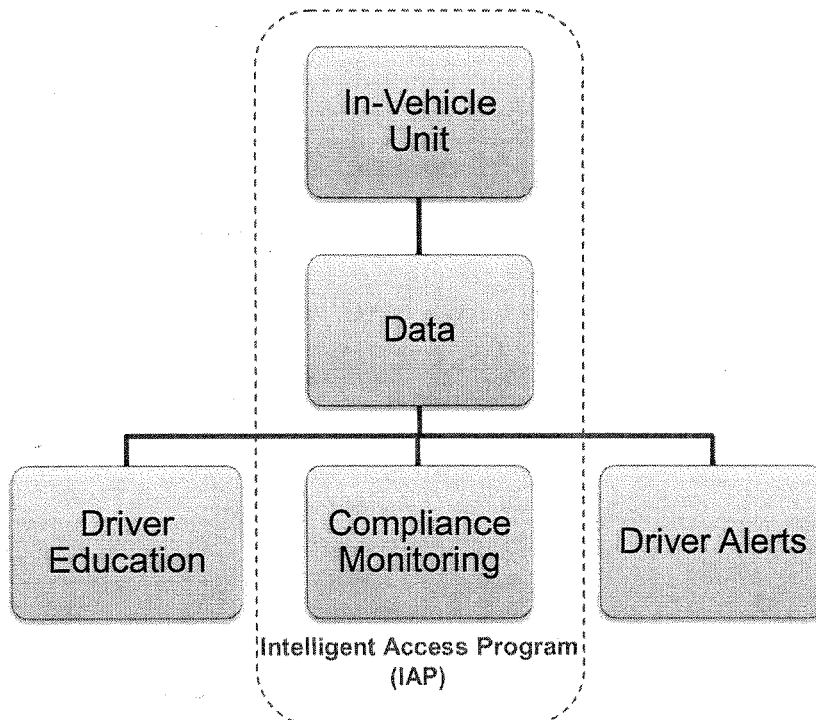 In-Vehicle
Unit
Data
Driver
Education
Compliance
Monitoring
Driver Alerts
Intelligent Access Program
(IAP)